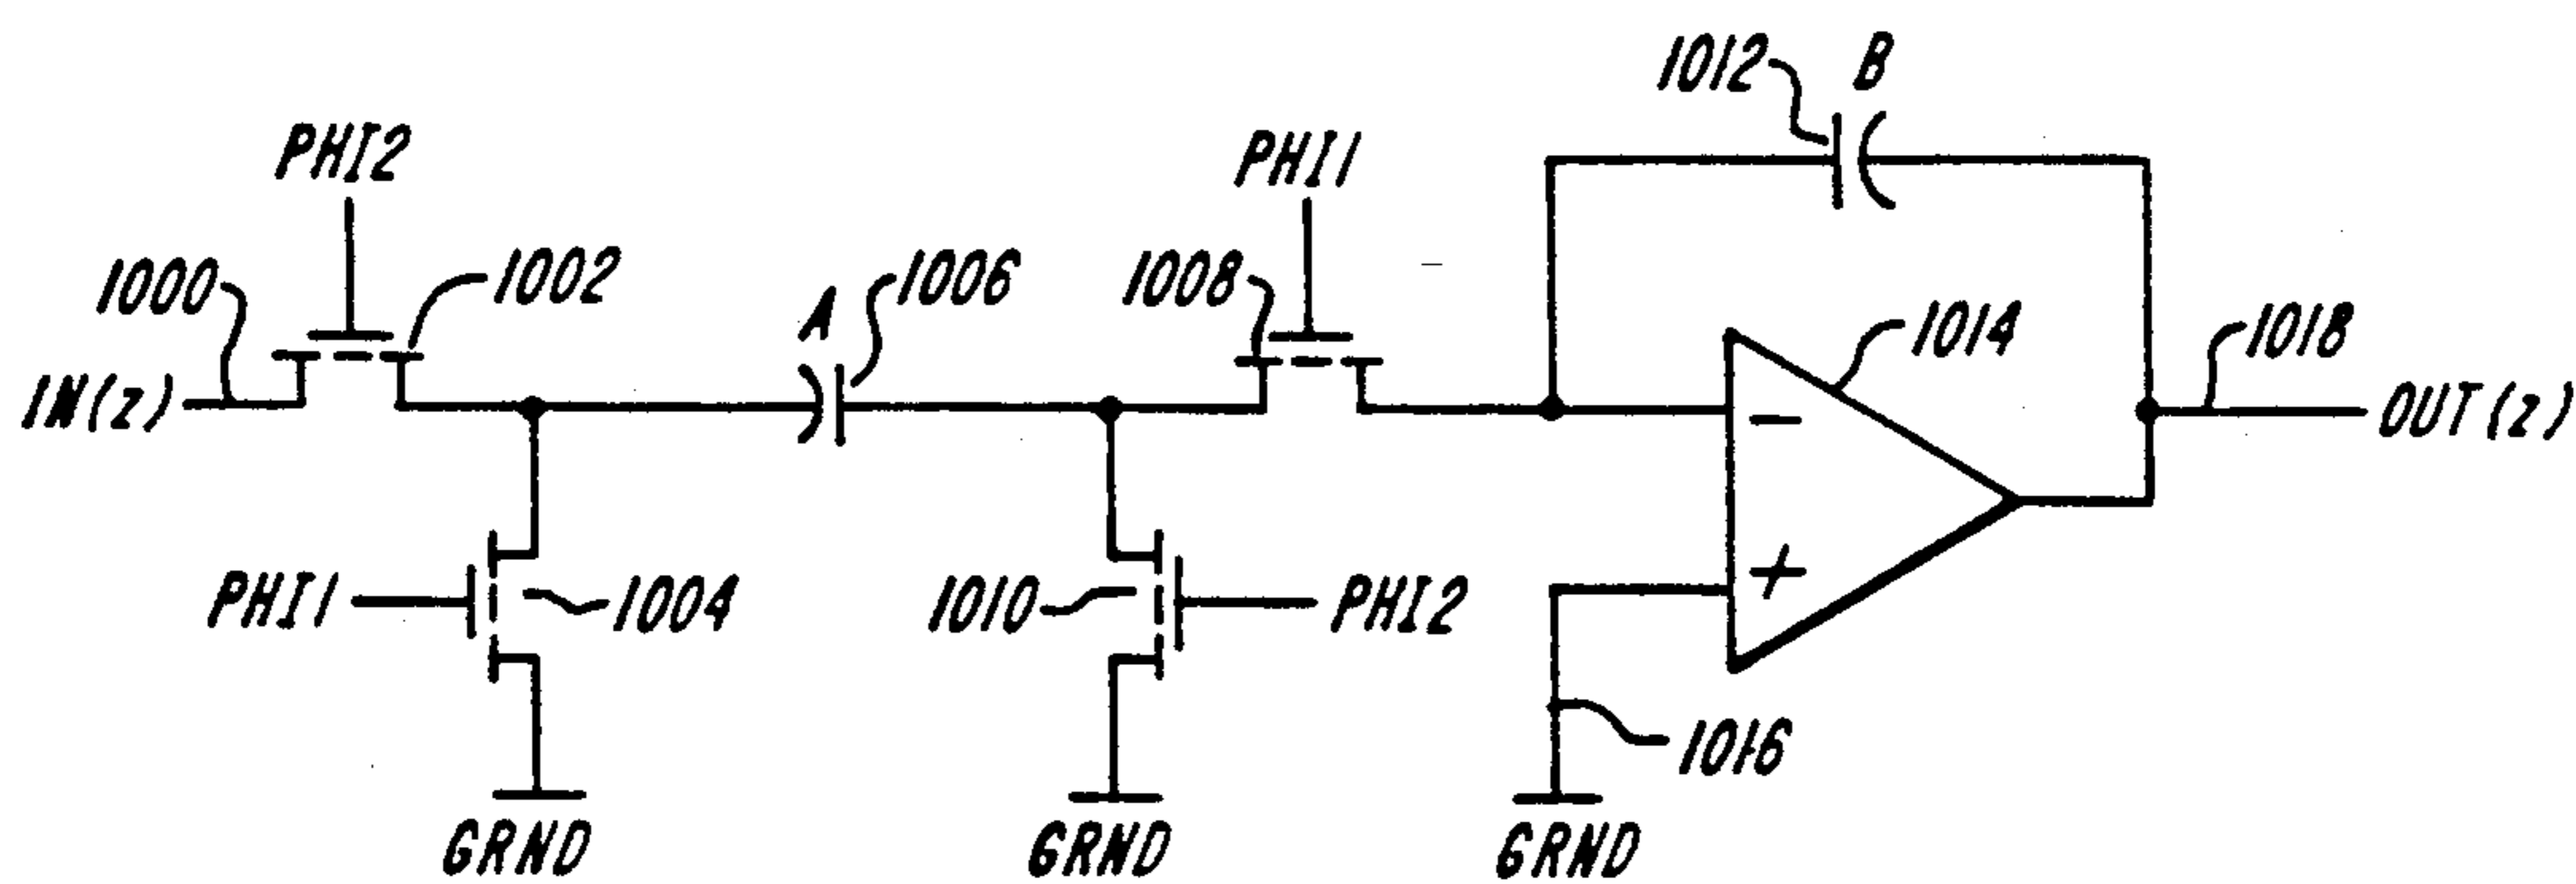 1012 B
PHI2
PHI1
1000
1002
A
1006
1008
1014
1018
IN(z)
−
OUT(z)
PHI1
1004
1010
PHI2
+
1016
GRND
GRND
GRND